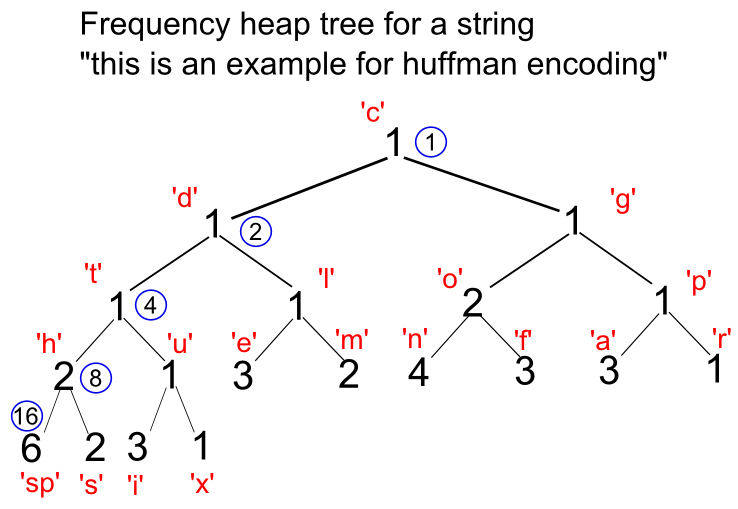 Frequency heap tree for a string
"this is an example for huffman encoding"
'c'
1 1
'd' 'g'
1 2 1
't' 'l' 'o' 'p'
1 4 1 2 1
'h' 'u' 'e' 'm' 'n' 'f' 'a' 'r'
2 8 1 3 2 4 3 3 1
16
6 2 3 1
'sp' 's' 'i' 'x'